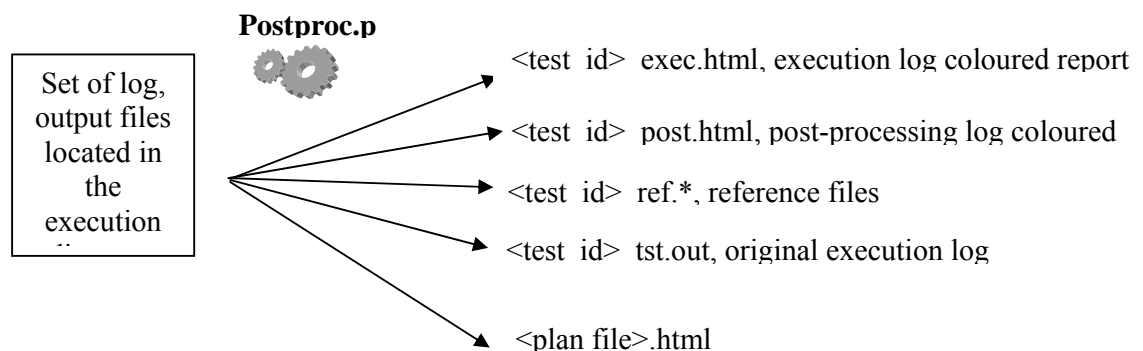 Postproc.p
Set of log,
output files
located in
the
execution
<test id> exec.html, execution log coloured report
<test id> post.html, post-processing log coloured
<test id> ref.*, reference files
<test id> tst.out, original execution log
<plan file>.html